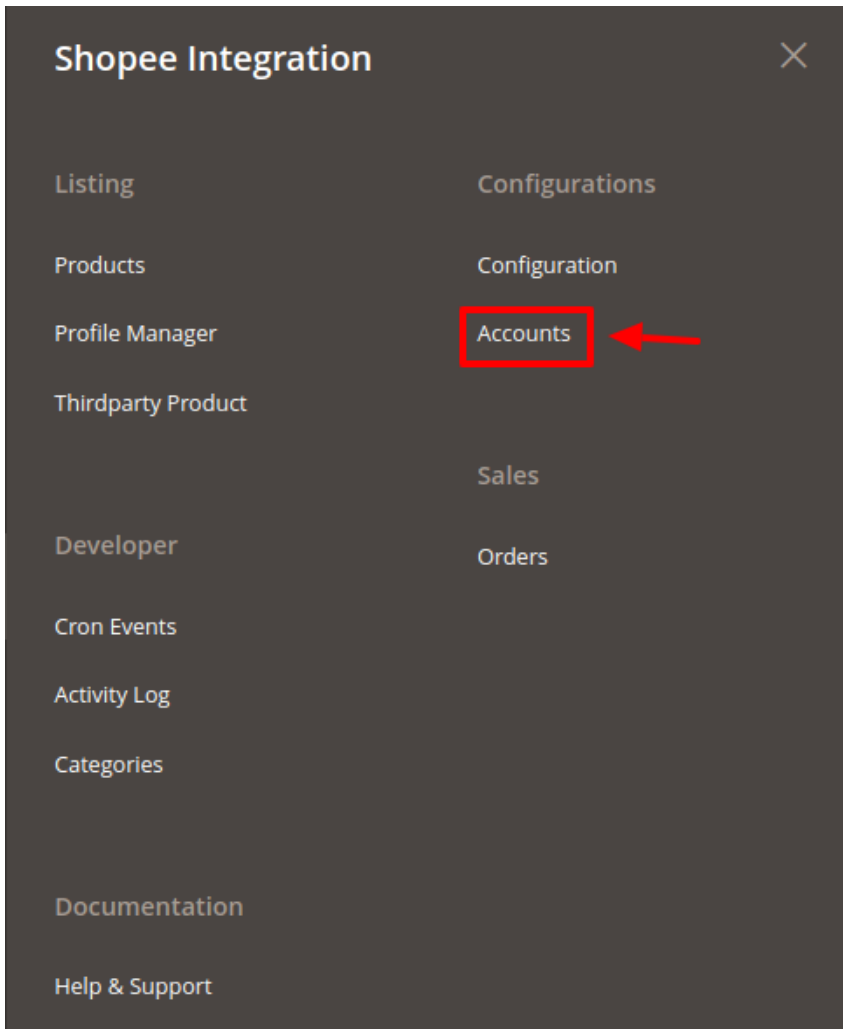 Shopee Integration
Listing
Products
Profile Manager
Thirdparty Product
Developer
Cron Events
Activity Log
Categories
Documentation
Help & Support
Configurations
Configuration
Accounts
Sales
Orders